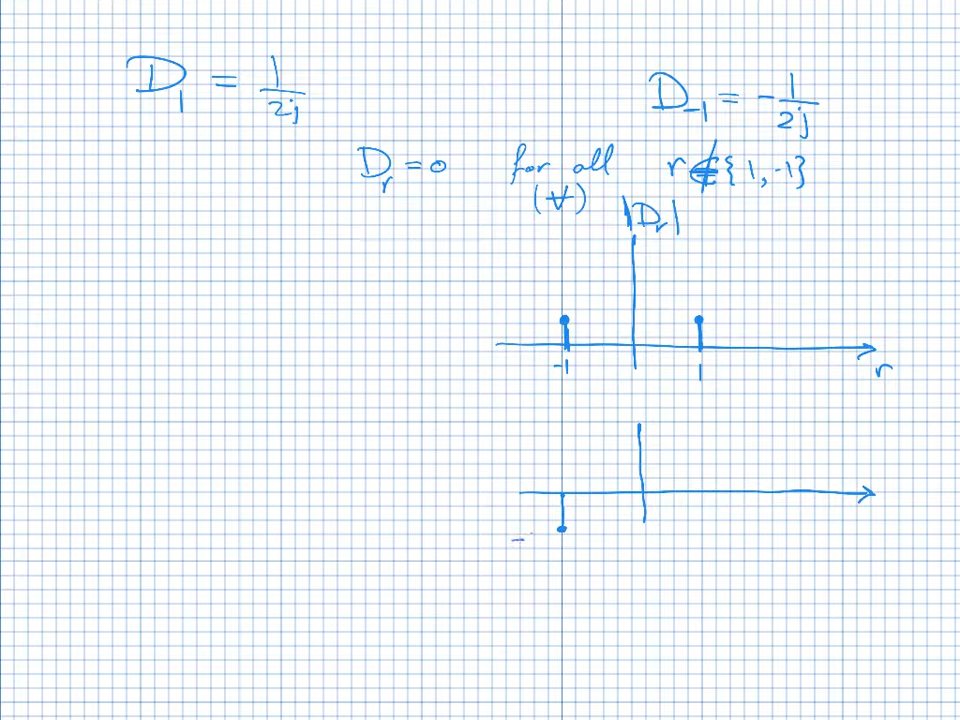 D₁ = 1/2j
D₋₁ = -1/2j
Dᵣ = 0 for all r ∉ {1, -1}
(∀)
|Dᵣ|
-1 1 r
-